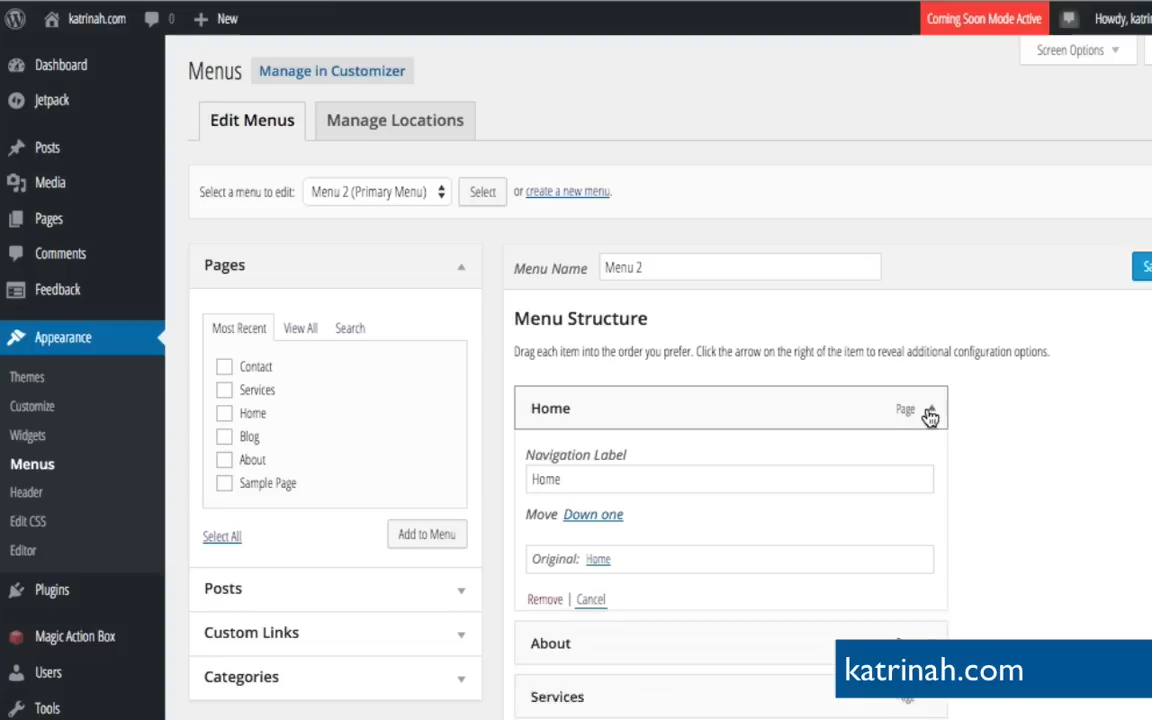 katrinah.com 0 New Coming Soon Mode Active Howdy,
Dashboard
Jetpack
Posts
Media
Pages
Comments
Feedback
Appearance
Themes
Customize
Widgets
Menus
Header
Edit CSS
Editor
Plugins
Magic Action Box
Users
Tools
Screen Options
Menus Manage in Customizer
Edit Menus Manage Locations
Select a menu to edit: Menu 2 (Primary Menu) Select or create a new menu.
Pages
Most Recent View All Search
Contact
Services
Home
Blog
About
Sample Page
Select All Add to Menu
Posts
Custom Links
Categories
Menu Name Menu 2
Menu Structure
Drag each item into the order you prefer. Click the arrow on the right of the item to reveal additional configuration options.
Home Page
Navigation Label
Home
Move Down one
Original: Home
Remove | Cancel
About
Services
katrinah.com